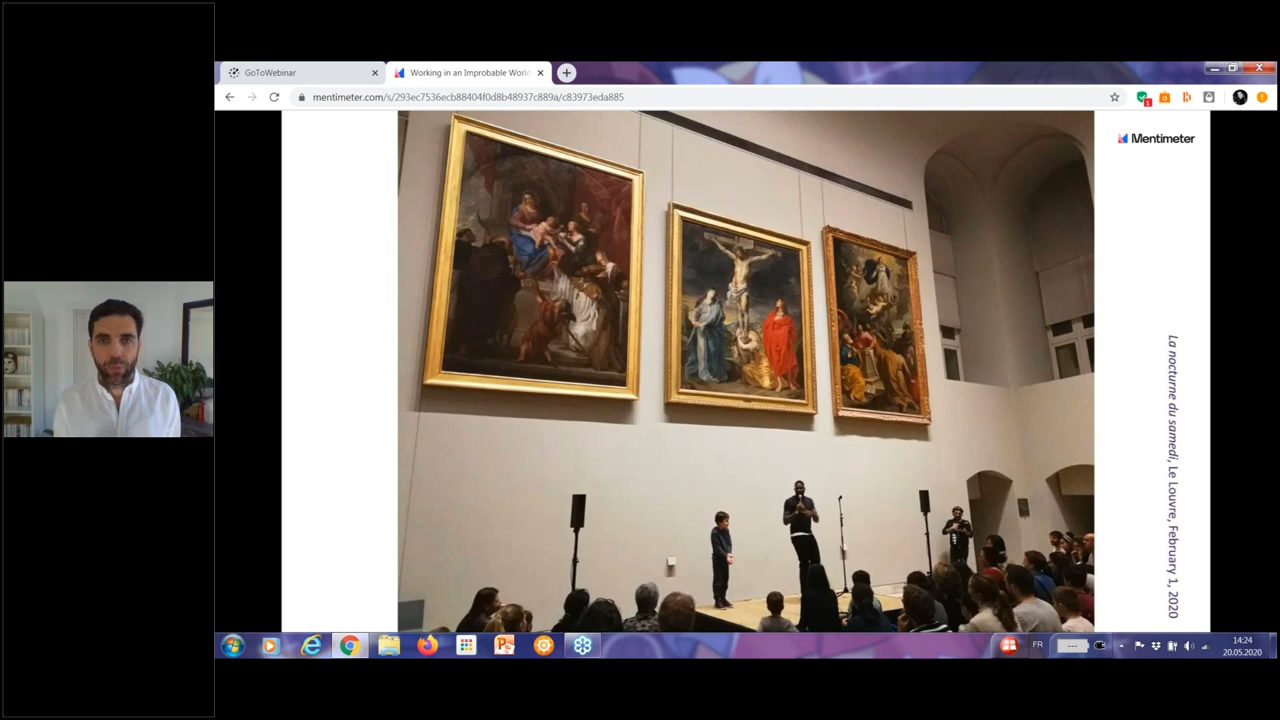 GoToWebinar
Working in an Improbable World
mentimeter.com/s/293ec7536ecb88404f0d8b48937c889a/c83973eda885
1
Mentimeter
La nocturne du samedi, Le Louvre, February 1, 2020
FR
14:24
20.05.2020